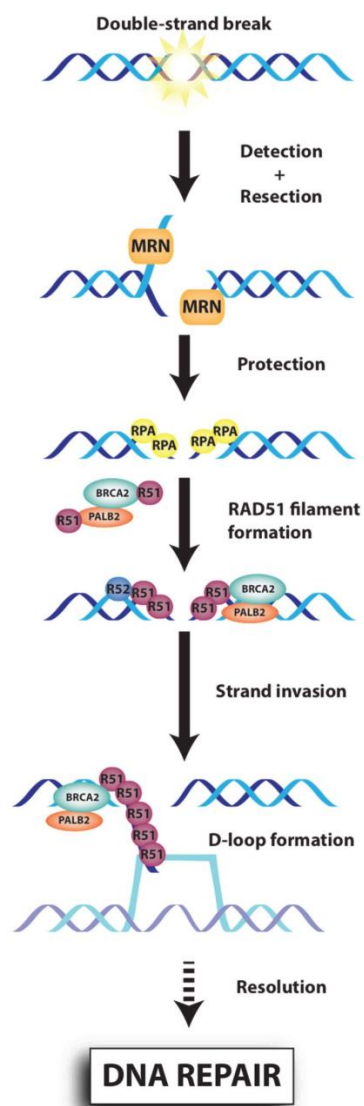 Double-strand break
Detection
+
Resection
MRN
MRN
Protection
RPA
RPA
RPA
RPA
BRCA2
R51
R51
PALB2
RAD51 filament
formation
R52
R51
R51
R51
R51
BRCA2
PALB2
Strand invasion
R51
BRCA2
R51
PALB2
R51
R51
R51
D-loop formation
Resolution
DNA REPAIR